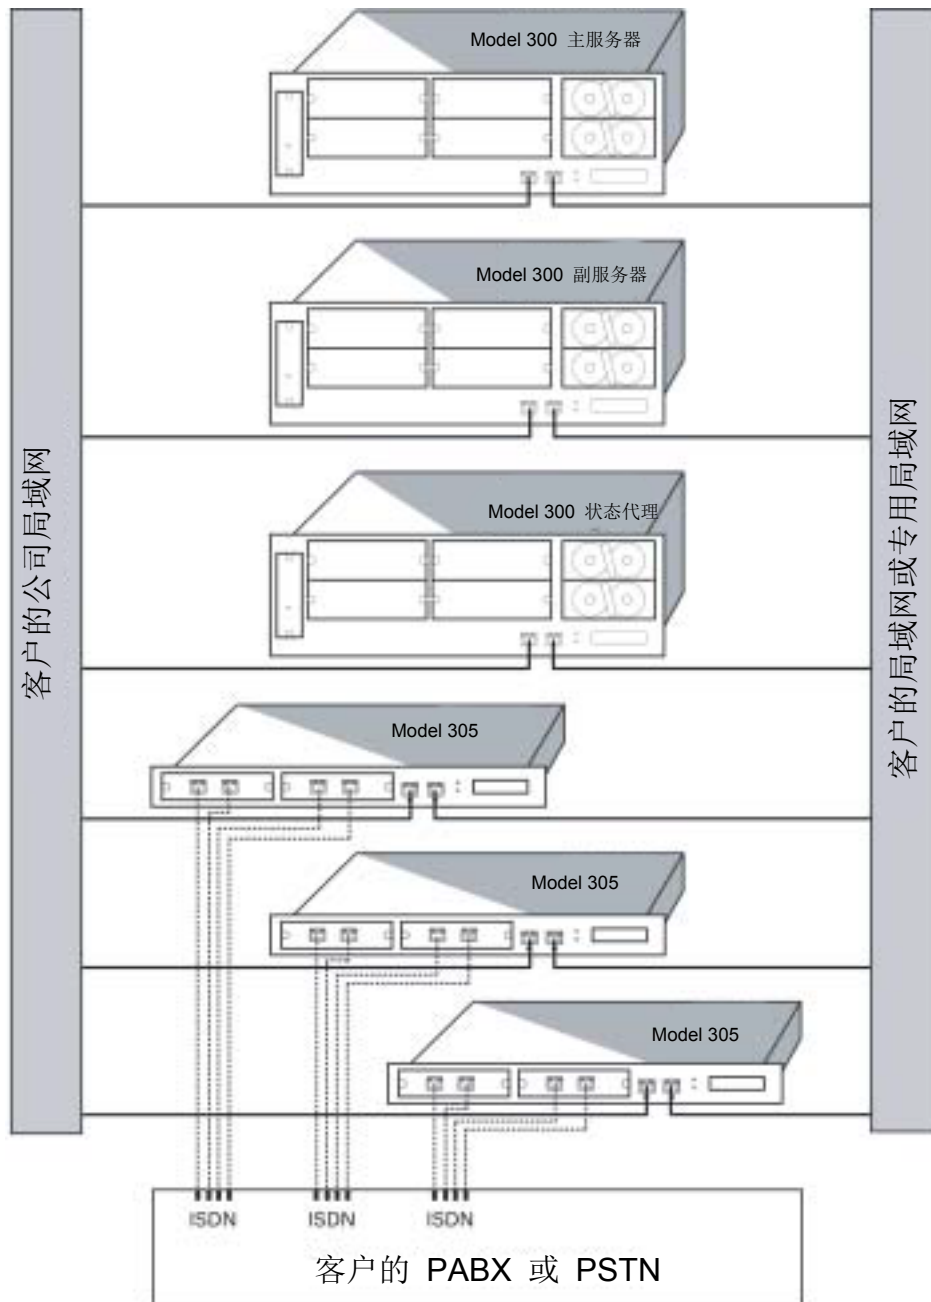 Model 300 主服务器
Model 300 副服务器
Model 300 状态代理
客户的公司局域网
客户的局域网或专用局域网
Model 305
Model 305
Model 305
ISDN ISDN ISDN
客户的 PABX 或 PSTN